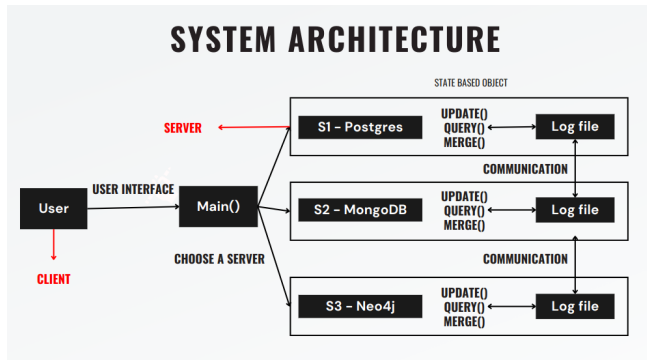 SYSTEM ARCHITECTURE
STATE BASED OBJECT
SERVER
S1 - Postgres
UPDATE()
QUERY()
MERGE()
Log file
COMMUNICATION
User
USER INTERFACE
Main()
S2 - MongoDB
UPDATE()
QUERY()
MERGE()
Log file
CLIENT
CHOOSE A SERVER
COMMUNICATION
S3 - Neo4j
UPDATE()
QUERY()
MERGE()
Log file